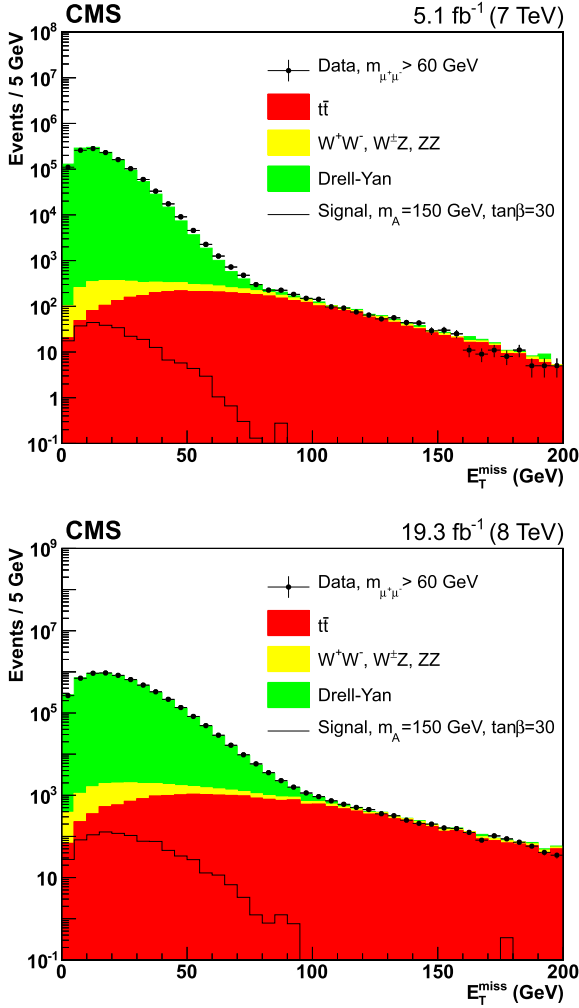 CMS 5.1 fb⁻¹ (7 TeV)
Events / 5 GeV
10⁸
10⁷
10⁶
10⁵
10⁴
10³
10²
10
1
10⁻¹
Data, m_μ⁺μ⁻ > 60 GeV
tt̄
W⁺W⁻, W±Z, ZZ
Drell-Yan
Signal, m_A=150 GeV, tanβ=30
0 50 100 150 200
E_T^miss (GeV)
CMS 19.3 fb⁻¹ (8 TeV)
Events / 5 GeV
10⁹
10⁷
10⁵
10³
10
10⁻¹
Data, m_μ⁺μ⁻ > 60 GeV
tt̄
W⁺W⁻, W±Z, ZZ
Drell-Yan
Signal, m_A=150 GeV, tanβ=30
0 50 100 150 200
E_T^miss (GeV)